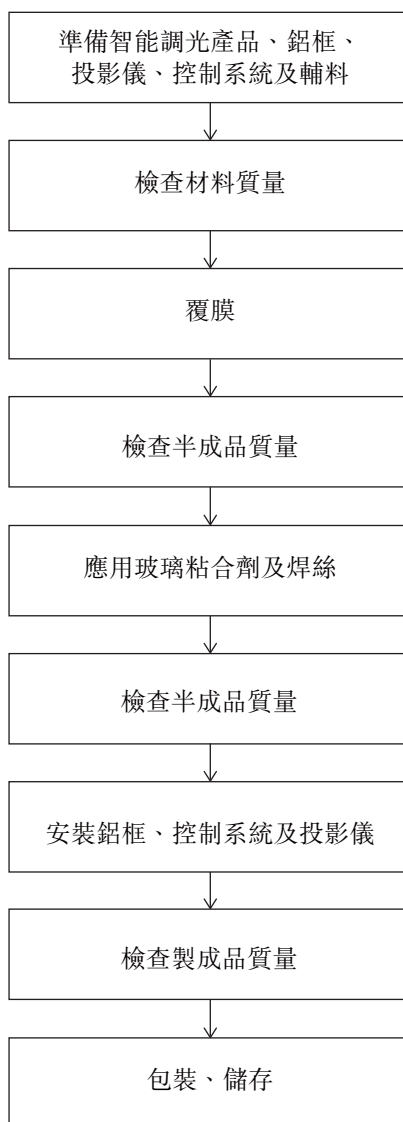 準備智能調光產品、鋁框、
投影儀、控制系統及輔料
檢查材料質量
覆膜
檢查半成品質量
應用玻璃粘合劑及焊絲
檢查半成品質量
安裝鋁框、控制系統及投影儀
檢查製成品質量
包裝、儲存